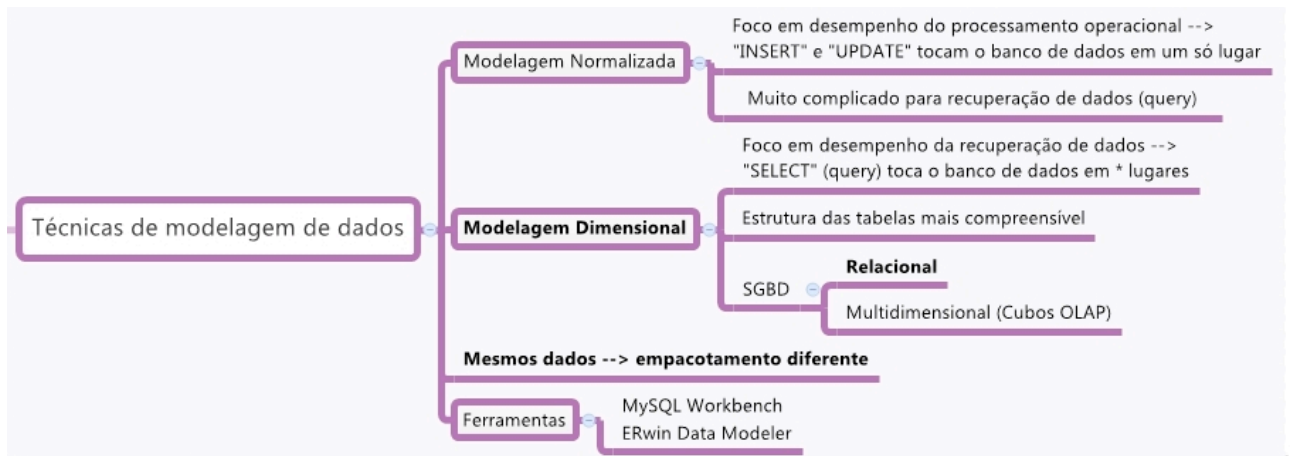 Foco em desempenho do processamento operacional -->
"INSERT" e "UPDATE" tocam o banco de dados em um só lugar
Modelagem Normalizada
Muito complicado para recuperação de dados (query)
Foco em desempenho da recuperação de dados -->
"SELECT" (query) toca o banco de dados em * lugares
Técnicas de modelagem de dados
Modelagem Dimensional
Estrutura das tabelas mais compreensível
Relacional
SGBD
Multidimensional (Cubos OLAP)
Mesmos dados --> empacotamento diferente
Ferramentas
MySQL Workbench
ERwin Data Modeler